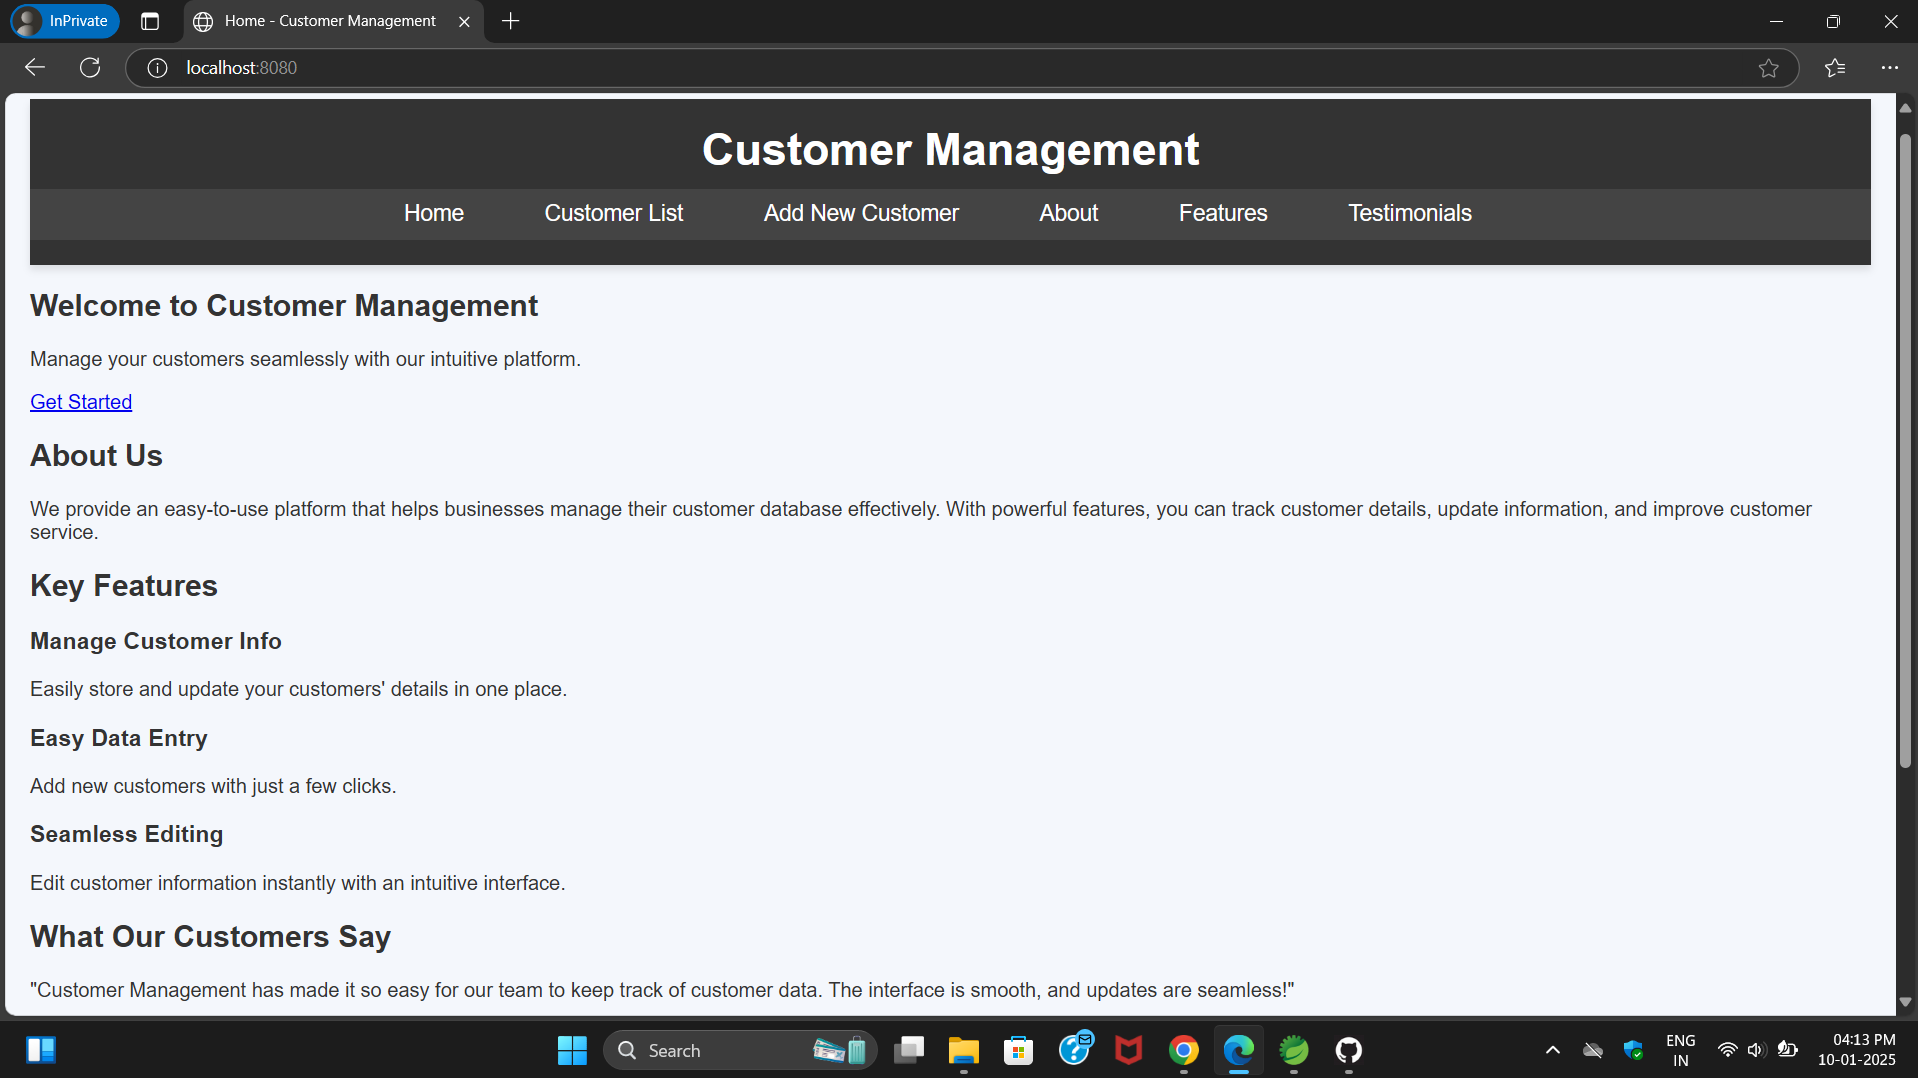 InPrivate
Home - Customer Management
localhost:8080
Customer Management
Home Customer List Add New Customer About Features Testimonials
Welcome to Customer Management
Manage your customers seamlessly with our intuitive platform.
Get Started
About Us
We provide an easy-to-use platform that helps businesses manage their customer database effectively. With powerful features, you can track customer details, update information, and improve customer
service.
Key Features
Manage Customer Info
Easily store and update your customers' details in one place.
Easy Data Entry
Add new customers with just a few clicks.
Seamless Editing
Edit customer information instantly with an intuitive interface.
What Our Customers Say
"Customer Management has made it so easy for our team to keep track of customer data. The interface is smooth, and updates are seamless!"
Search
ENG
IN
04:13 PM
10-01-2025